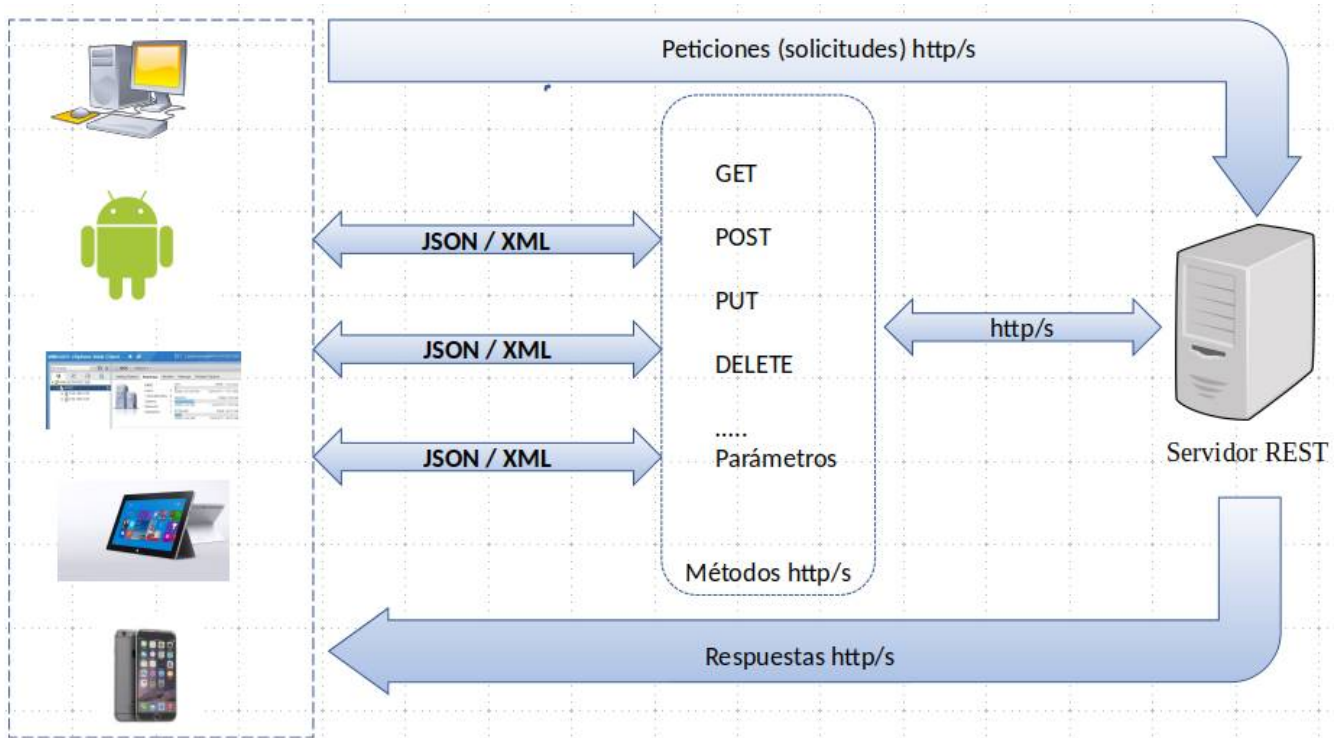 Peticiones (solicitudes) http/s
GET
POST
PUT
DELETE
.....
Parámetros
Métodos http/s
JSON / XML
JSON / XML
JSON / XML
http/s
Servidor REST
Respuestas http/s